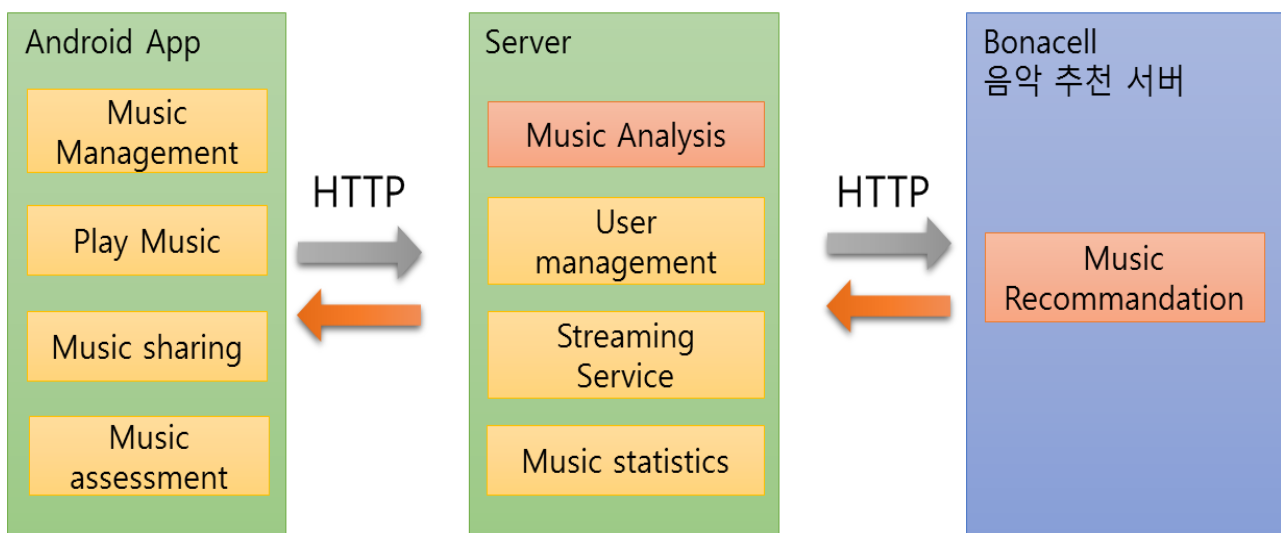 Android App
Music
Management
Play Music
Music sharing
Music
assessment
HTTP
Server
Music Analysis
User
management
Streaming
Service
Music statistics
HTTP
Bonacell
음악 추천 서버
Music
Recommandation